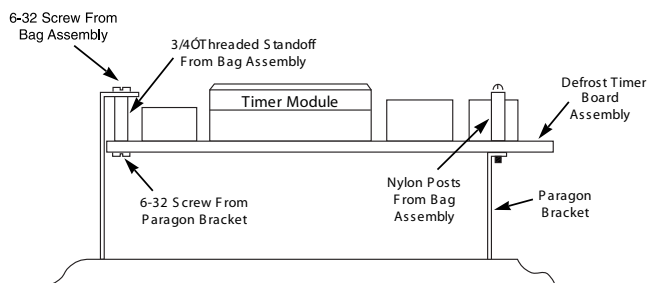 6-32 Screw From
Bag Assembly
3/4ÓThreaded Standoff
From Bag Assembly
Timer Module
Defrost Timer
Board
Assembly
6-32 Screw From
Paragon Bracket
Nylon Posts
From Bag
Assembly
Paragon
Bracket